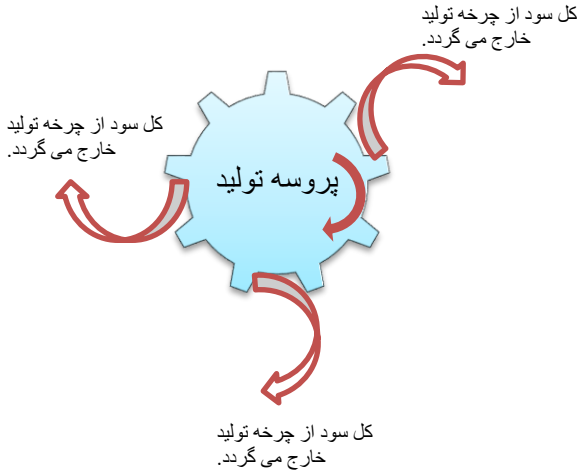 کل سود از چرخه تولید
خارج می گردد.
کل سود از چرخه تولید
خارج می گردد.
پروسه تولید
کل سود از چرخه تولید
خارج می گردد.